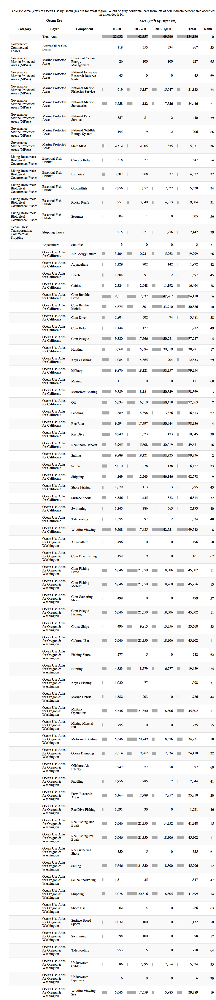 Table 19: Area (km²) of Ocean Use by Depth (m) bin for West region. Width of gray horizontal bars from left of cell indicate percent area occupied
in given depth bin.
Ocean Use Area (km²) by Depth (m)
Category Layer Component 0 - 60 60 - 200 200 - 1,000 Total Rank
Total Area 22,032 42,357 69,766 134,156 0
Governance:
Commercial
Leases
Active Oil & Gas
Leases
118 355 394 867 53
Governance:
Marine Protected
Areas (MPAs)
Marine Protected
Areas
Bureau of Ocean
Energy
Management
26 100 100 227 65
Governance:
Marine Protected
Areas (MPAs)
Marine Protected
Areas
National Estuarine
Research Reserve
System
45 0 0 45 69
Governance:
Marine Protected
Areas (MPAs)
Marine Protected
Areas
National Marine
Fisheries Service
919 5,157 15,047 21,123 24
Governance:
Marine Protected
Areas (MPAs)
Marine Protected
Areas
National Marine
Sanctuaries
5,758 11,132 7,556 24,446 21
Governance:
Marine Protected
Areas (MPAs)
Marine Protected
Areas
National Park
Service
357 81 2 440 59
Governance:
Marine Protected
Areas (MPAs)
Marine Protected
Areas
National Wildlife
Refuge System
195 9 2 206 66
Governance:
Marine Protected
Areas (MPAs)
Marine Protected
Areas
State MPA
2,512 2,205 355 5,071 36
Living Resources:
Biological
Occurrence: Fishes
Essential Fish
Habitat
Canopy Kelp
818 27 1 847 54
Living Resources:
Biological
Occurrence: Fishes
Essential Fish
Habitat
Estuaries
3,307 968 77 4,352 37
Living Resources:
Biological
Occurrence: Fishes
Essential Fish
Habitat
Groundfish
2,256 1,052 2,322 5,630 34
Living Resources:
Biological
Occurrence: Fishes
Essential Fish
Habitat
Rocky Reefs
951 3,540 4,813 9,304 31
Living Resources:
Biological
Occurrence: Fishes
Essential Fish
Habitat
Seagrass
504 1 0 505 56
Ocean Uses:
Transportation:
Commercial
Shipping
Shipping Lanes
215 971 1,256 2,442 39
Aquaculture Shellfish 3 0 0 3 71
Ocean Use Atlas
for California
Alt Energy Future 3,104 10,931 5,263 19,299 26
Ocean Use Atlas
for California
Aquaculture 1,129 702 142 1,972 42
Ocean Use Atlas
for California
Beach 1,604 91 2 1,697 45
Ocean Use Atlas
for California
Cables 2,324 2,948 11,192 16,464 28
Ocean Use Atlas
for California
Com Benthic
Fixed
9,511 17,632 47,267 74,410 6
Ocean Use Atlas
for California
Com Benthic
Mobile
4,675 11,801 33,910 50,386 10
Ocean Use Atlas
for California
Com Dive 2,804 602 74 3,481 38
Ocean Use Atlas
for California
Com Kelp 1,144 127 1 1,272 49
Ocean Use Atlas
for California
Com Pelagic 9,380 17,566 50,981 77,927 5
Ocean Use Atlas
for California
Hunting 3,368 5,594 30,019 38,981 17
Ocean Use Atlas
for California
Kayak Fishing 7,084 4,865 904 12,853 29
Ocean Use Atlas
for California
Military 9,876 18,121 51,257 79,254 1
Ocean Use Atlas
for California
Mining 111 0 0 111 68
Ocean Use Atlas
for California
Motorized Boating 9,889 18,121 50,359 78,369 3
Ocean Use Atlas
for California
Oil 5,634 16,510 50,418 72,563 7
Ocean Use Atlas
for California
Paddling 7,889 5,398 3,326 16,613 27
Ocean Use Atlas
for California
Rec Boat 9,594 17,797 50,944 78,336 4
Ocean Use Atlas
for California
Rec Dive 8,249 1,323 473 10,045 30
Ocean Use Atlas
for California
Rec Shore Harvest 3,995 5,608 30,019 39,621 16
Ocean Use Atlas
for California
Sailing 9,889 18,121 51,225 79,236 2
Ocean Use Atlas
for California
Scuba 5,010 1,278 138 6,427 33
Ocean Use Atlas
for California
Shipping 4,169 12,263 46,146 62,578 9
Ocean Use Atlas
for California
Shore Fishing 1,679 113 3 1,795 43
Ocean Use Atlas
for California
Surface Sports 4,556 1,435 823 6,814 32
Ocean Use Atlas
for California
Swimming 1,245 286 663 2,193 40
Ocean Use Atlas
for California
Tidepooling 1,255 97 2 1,354 48
Ocean Use Atlas
for California
Wildlife Viewing 9,508 17,485 42,551 69,543 8
Ocean Use Atlas
for Oregon &
Washington
Aquaculture 496 0 0 496 58
Ocean Use Atlas
for Oregon &
Washington
Com Dive Fishing 152 9 0 161 67
Ocean Use Atlas
for Oregon &
Washington
Com Fishing
Fixed
5,646 21,350 18,306 45,302 11
Ocean Use Atlas
for Oregon &
Washington
Com Fishing
Mobile
5,646 21,350 18,260 45,256 13
Ocean Use Atlas
for Oregon &
Washington
Com Gathering
Shore
499 0 0 499 57
Ocean Use Atlas
for Oregon &
Washington
Com Pelagic
Fishing
5,646 21,350 18,306 45,302 11
Ocean Use Atlas
for Oregon &
Washington
Cruise Ships 496 9,815 13,356 23,668 23
Ocean Use Atlas
for Oregon &
Washington
Cultural Use 5,646 21,350 18,306 45,302 11
Ocean Use Atlas
for Oregon &
Washington
Fishing Shore 277 5 0 282 62
Ocean Use Atlas
for Oregon &
Washington
Hunting 4,833 8,579 6,277 19,689 25
Ocean Use Atlas
for Oregon &
Washington
Kayak Fishing 1,020 77 1 1,098 51
Ocean Use Atlas
for Oregon &
Washington
Marine Debris 1,582 203 0 1,786 44
Ocean Use Atlas
for Oregon &
Washington
Military
Operations
5,646 21,350 18,306 45,302 11
Ocean Use Atlas
for Oregon &
Washington
Mining Mineral
Ext
755 0 0 755 55
Ocean Use Atlas
for Oregon &
Washington
Motorized Boating 5,646 20,749 8,356 34,751 18
Ocean Use Atlas
for Oregon &
Washington
Ocean Dumping 2,814 9,262 12,334 24,410 22
Ocean Use Atlas
for Oregon &
Washington
Offshore Alt
Energy
242 77 58 377 60
Ocean Use Atlas
for Oregon &
Washington
Paddling 1,756 285 2 2,044 41
Ocean Use Atlas
for Oregon &
Washington
Perm Research
Areas
5,164 12,789 7,857 25,810 20
Ocean Use Atlas
for Oregon &
Washington
Rec Dive Fishing 1,591 30 0 1,621 46
Ocean Use Atlas
for Oregon &
Washington
Rec Fishing Ben
Boats
5,646 21,350 14,352 41,348 15
Ocean Use Atlas
for Oregon &
Washington
Rec Fishing Pel
Boats
5,646 21,350 18,306 45,302 11
Ocean Use Atlas
for Oregon &
Washington
Rec Gathering
Shore
350 5 0 355 61
Ocean Use Atlas
for Oregon &
Washington
Sailing 5,646 21,350 18,300 45,296 12
Ocean Use Atlas
for Oregon &
Washington
Scuba Snorkeling 1,511 35 1 1,547 47
Ocean Use Atlas
for Oregon &
Washington
Shipping 3,078 20,316 18,305 41,699 14
Ocean Use Atlas
for Oregon &
Washington
Shore Use 262 4 0 266 63
Ocean Use Atlas
for Oregon &
Washington
Surface Board
Sports
1,032 100 0 1,132 50
Ocean Use Atlas
for Oregon &
Washington
Swimming 898 100 0 998 52
Ocean Use Atlas
for Oregon &
Washington
Tide Pooling 253 5 0 258 64
Ocean Use Atlas
for Oregon &
Washington
Underwater
Cables
586 2,695 2,054 5,334 35
Ocean Use Atlas
for Oregon &
Washington
Underwater
Pipelines
6 0 0 6 70
Ocean Use Atlas
for Oregon &
Washington
Wildlife Viewing
Sea
5,645 17,659 5,985 29,289 19